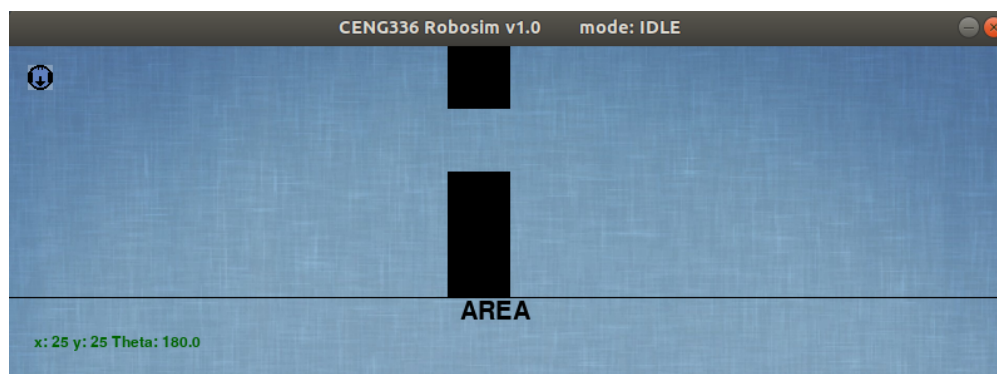 CENG336 Robosim v1.0 mode: IDLE
AREA
x: 25 y: 25 Theta: 180.0